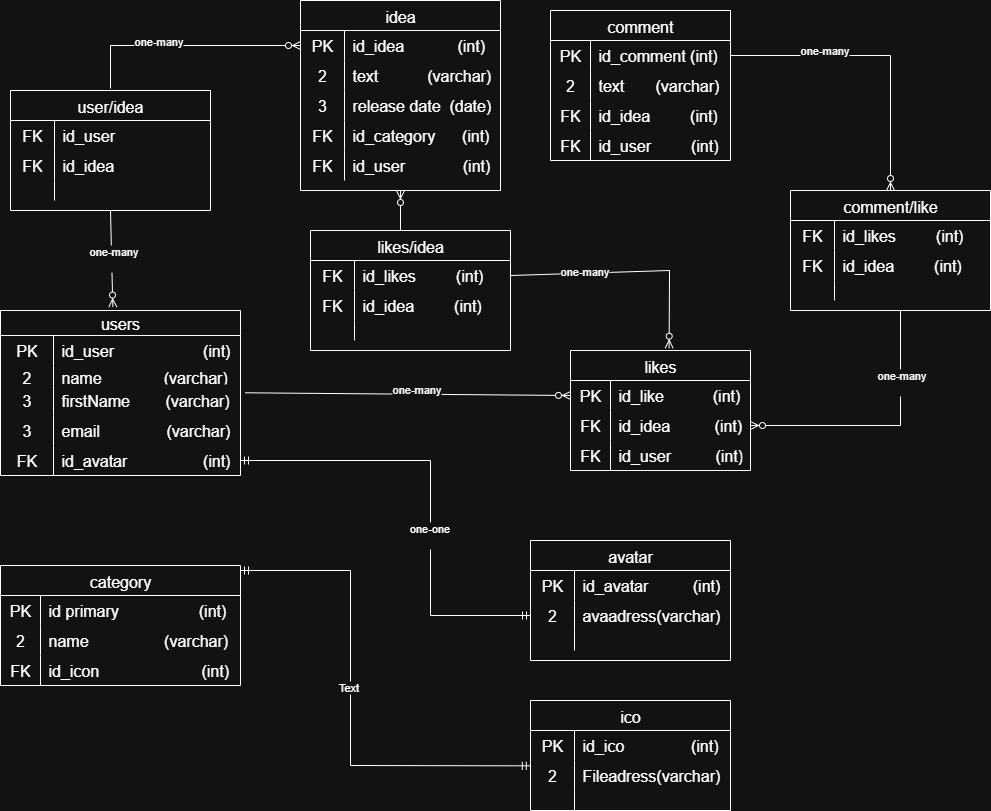 idea
PK id_idea (int)
2 text (varchar)
3 release date (date)
FK id_category (int)
FK id_user (int)
comment
PK id_comment (int)
2 text (varchar)
FK id_idea (int)
FK id_user (int)
one-many
one-many
user/idea
FK id_user
FK id_idea
comment/like
FK id_likes (int)
FK id_idea (int)
likes/idea
FK id_likes (int)
FK id_idea (int)
one-many
one-many
users
PK id_user (int)
2 name (varchar)
3 firstName (varchar)
3 email (varchar)
FK id_avatar (int)
one-many
likes
PK id_like (int)
FK id_idea (int)
FK id_user (int)
one-many
one-one
avatar
PK id_avatar (int)
2 avaadress(varchar)
category
PK id primary (int)
2 name (varchar)
FK id_icon (int)
Text
ico
PK id_ico (int)
2 Fileadress(varchar)